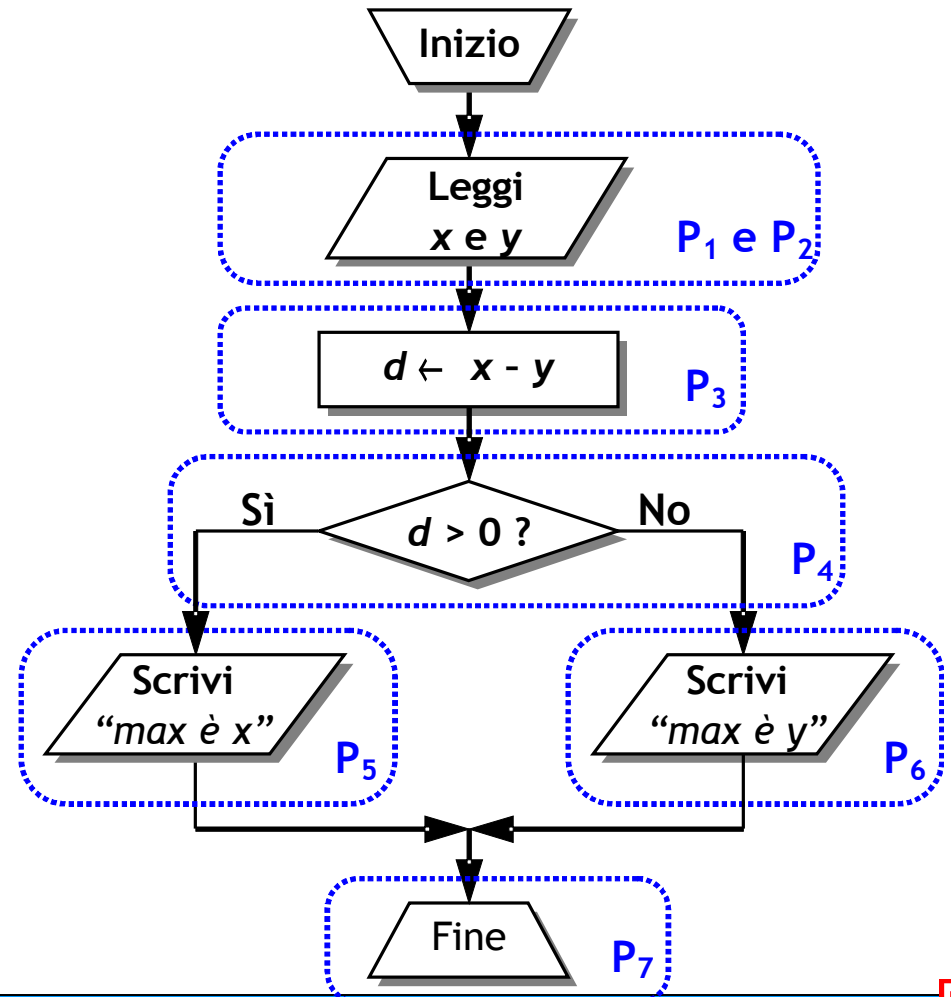 Inizio
Leggi
x e y
P₁ e P₂
d ← x - y
P₃
Sì
d > 0 ?
No
P₄
Scrivi
“max è x”
P₅
Scrivi
“max è y”
P₆
Fine
P₇